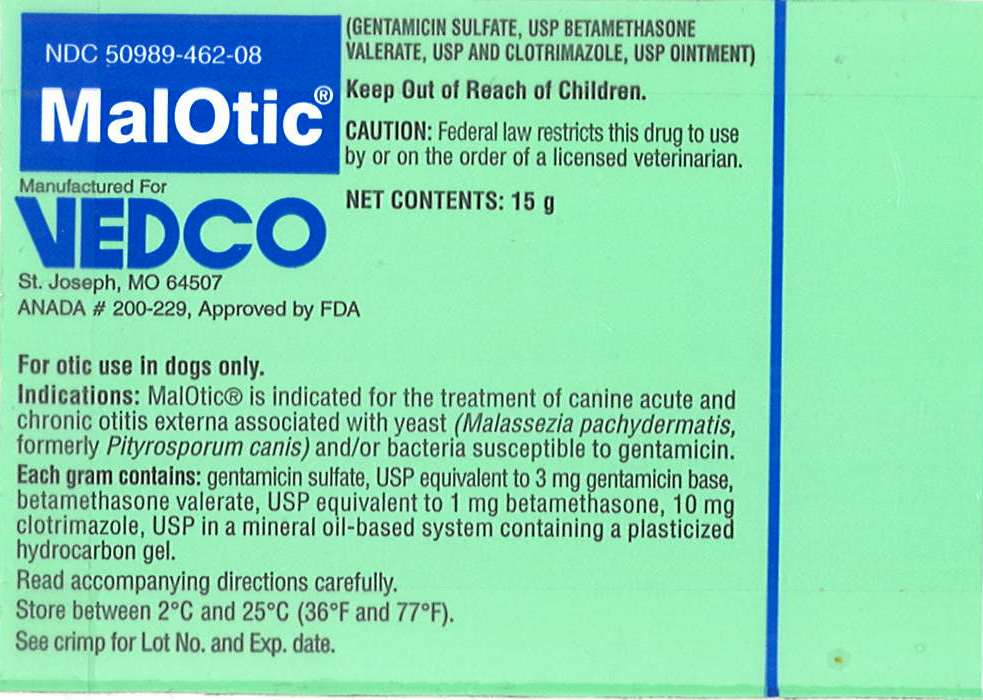 NDC 50989-462-08
MalOtic®
Manufactured For
VEDCO
St. Joseph, MO 64507
ANADA # 200-229, Approved by FDA
(GENTAMICIN SULFATE, USP BETAMETHASONE
VALERATE, USP AND CLOTRIMAZOLE, USP OINTMENT)
Keep Out of Reach of Children.
CAUTION: Federal law restricts this drug to use
by or on the order of a licensed veterinarian.
NET CONTENTS: 15 g
For otic use in dogs only.
Indications: MalOtic® is indicated for the treatment of canine acute and
chronic otitis externa associated with yeast (Malassezia pachydermatis,
formerly Pityrosporum canis) and/or bacteria susceptible to gentamicin.
Each gram contains: gentamicin sulfate, USP equivalent to 3 mg gentamicin base,
betamethasone valerate, USP equivalent to 1 mg betamethasone, 10 mg
clotrimazole, USP in a mineral oil-based system containing a plasticized
hydrocarbon gel.
Read accompanying directions carefully.
Store between 2°C and 25°C (36°F and 77°F).
See crimp for Lot No. and Exp. date.